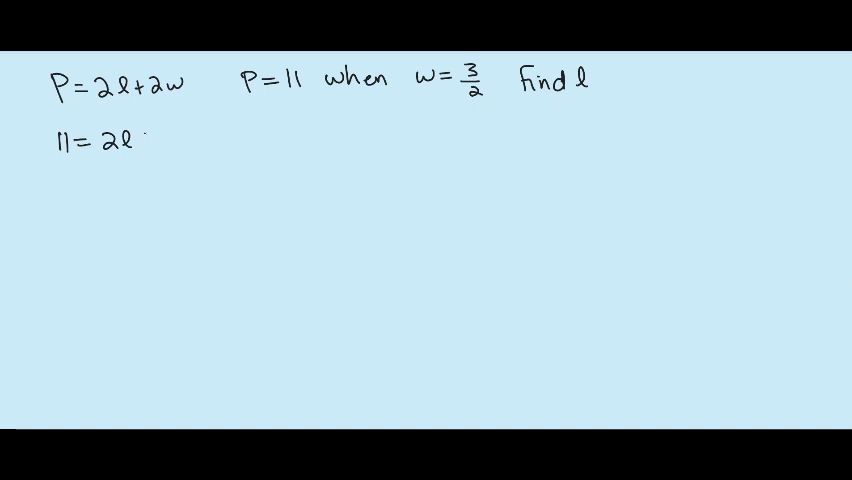 P = 2l + 2w P = 11 when w = 3/2 find l
11 = 2l